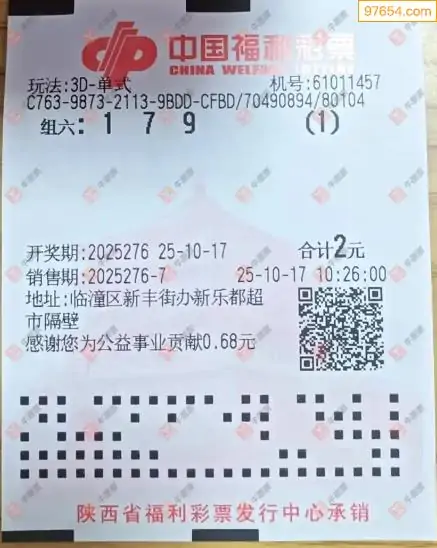 97654.com
中国福利彩票
CHINA WELFARE LOTTERY
玩法:3D-单式 机号:61011457
C763-9873-2113-9BDD-CFBD/70490894/80104
组六: 1 7 9 (1)
开奖期:2025276 25-10-17 合计2元
销售期:2025276-7 25-10-17 10:26:00
地址:临潼区新丰街办新乐都超
市隔壁
感谢您为公益事业贡献0.68元
陕西省福利彩票发行中心承销